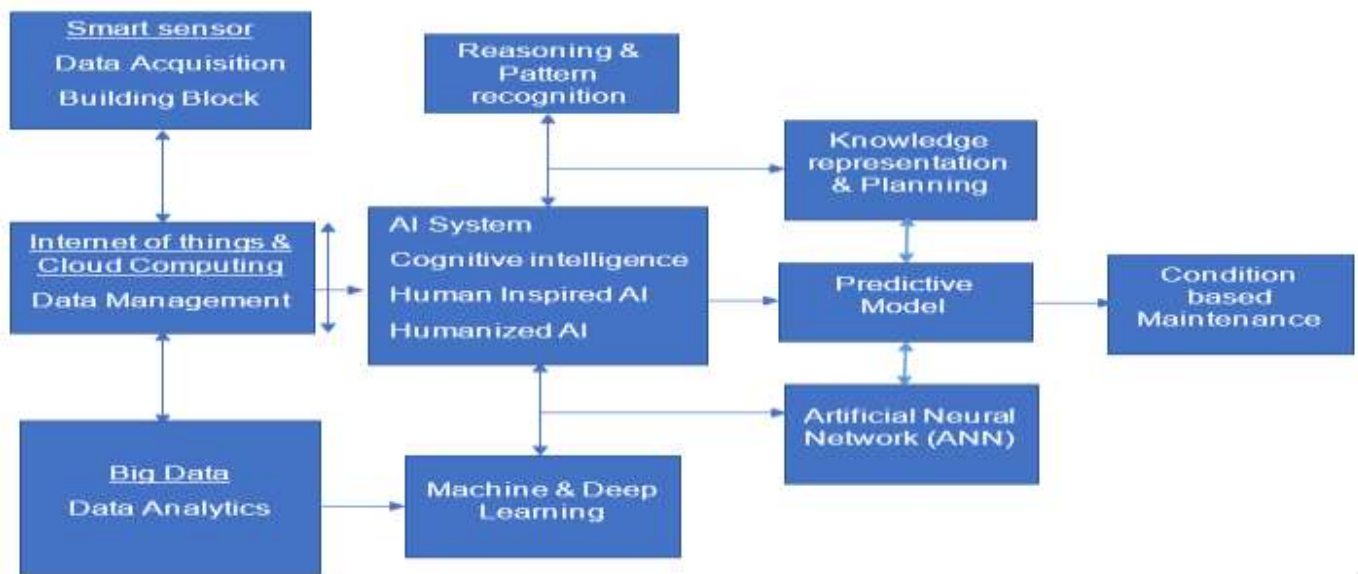 Smart sensor
Data Acquisition
Building Block
Reasoning &
Pattern
recognition
Knowledge
representation
& Planning
Internet of things &
Cloud Computing
Data Management
AI System
Cognitive intelligence
Human Inspired AI
Humanized AI
Predictive
Model
Condition
based
Maintenance
Artificial Neural
Network (ANN)
Big Data
Data Analytics
Machine & Deep
Learning